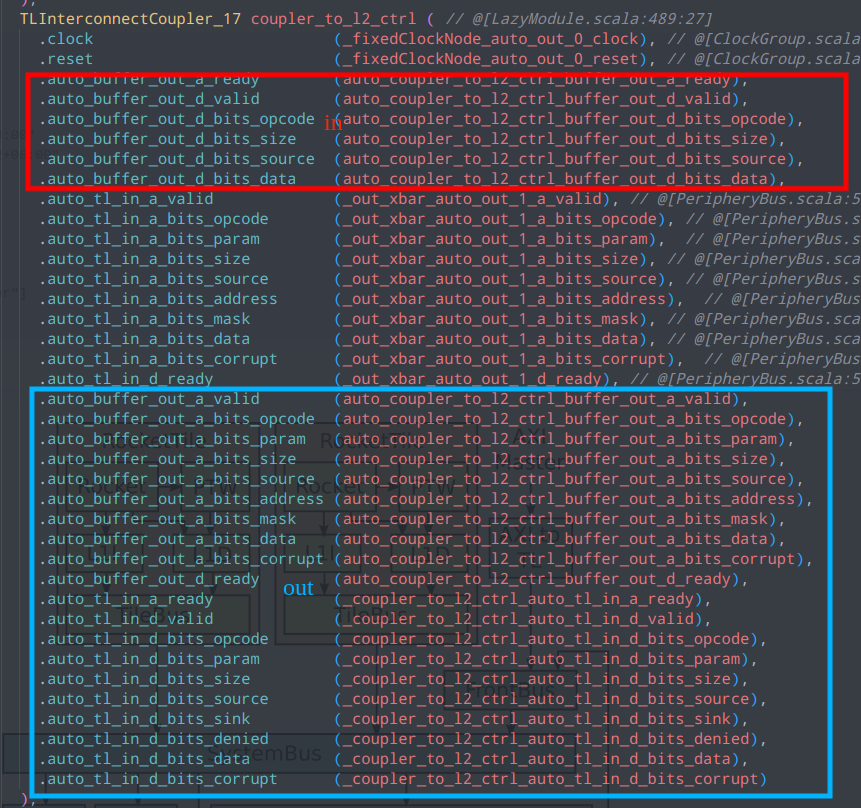 ),
TLInterconnectCoupler_17 coupler_to_l2_ctrl ( // @[LazyModule.scala:489:27]
.clock (_fixedClockNode_auto_out_0_clock), // @[ClockGroup.scala
.reset (_fixedClockNode_auto_out_0_reset), // @[ClockGroup.scala
.auto_buffer_out_a_ready (auto_coupler_to_l2_ctrl_buffer_out_a_ready),
.auto_buffer_out_d_valid (auto_coupler_to_l2_ctrl_buffer_out_d_valid),
.auto_buffer_out_d_bits_opcode (auto_coupler_to_l2_ctrl_buffer_out_d_bits_opcode),
in
.auto_buffer_out_d_bits_size (auto_coupler_to_l2_ctrl_buffer_out_d_bits_size),
.auto_buffer_out_d_bits_source (auto_coupler_to_l2_ctrl_buffer_out_d_bits_source),
.auto_buffer_out_d_bits_data (auto_coupler_to_l2_ctrl_buffer_out_d_bits_data),
.auto_tl_in_a_valid (_out_xbar_auto_out_1_a_valid), // @[PeripheryBus.scala:5
.auto_tl_in_a_bits_opcode (_out_xbar_auto_out_1_a_bits_opcode), // @[PeripheryBus.s
.auto_tl_in_a_bits_param (_out_xbar_auto_out_1_a_bits_param), // @[PeripheryBus.s
.auto_tl_in_a_bits_size (_out_xbar_auto_out_1_a_bits_size), // @[PeripheryBus.sca
.auto_tl_in_a_bits_source (_out_xbar_auto_out_1_a_bits_source), // @[PeripheryBus.s
.auto_tl_in_a_bits_address (_out_xbar_auto_out_1_a_bits_address), // @[PeripheryBus
.auto_tl_in_a_bits_mask (_out_xbar_auto_out_1_a_bits_mask), // @[PeripheryBus.sca
.auto_tl_in_a_bits_data (_out_xbar_auto_out_1_a_bits_data), // @[PeripheryBus.sca
.auto_tl_in_a_bits_corrupt (_out_xbar_auto_out_1_a_bits_corrupt), // @[PeripheryBus
.auto_tl_in_d_ready (_out_xbar_auto_out_1_d_ready), // @[PeripheryBus.scala:5
.auto_buffer_out_a_valid (auto_coupler_to_l2_ctrl_buffer_out_a_valid),
.auto_buffer_out_a_bits_opcode (auto_coupler_to_l2_ctrl_buffer_out_a_bits_opcode),
.auto_buffer_out_a_bits_param (auto_coupler_to_l2_ctrl_buffer_out_a_bits_param),
.auto_buffer_out_a_bits_size (auto_coupler_to_l2_ctrl_buffer_out_a_bits_size),
.auto_buffer_out_a_bits_source (auto_coupler_to_l2_ctrl_buffer_out_a_bits_source),
.auto_buffer_out_a_bits_address (auto_coupler_to_l2_ctrl_buffer_out_a_bits_address),
.auto_buffer_out_a_bits_mask (auto_coupler_to_l2_ctrl_buffer_out_a_bits_mask),
.auto_buffer_out_a_bits_data (auto_coupler_to_l2_ctrl_buffer_out_a_bits_data),
.auto_buffer_out_a_bits_corrupt (auto_coupler_to_l2_ctrl_buffer_out_a_bits_corrupt),
.auto_buffer_out_d_ready (auto_coupler_to_l2_ctrl_buffer_out_d_ready),
out
.auto_tl_in_a_ready (_coupler_to_l2_ctrl_auto_tl_in_a_ready),
.auto_tl_in_d_valid (_coupler_to_l2_ctrl_auto_tl_in_d_valid),
.auto_tl_in_d_bits_opcode (_coupler_to_l2_ctrl_auto_tl_in_d_bits_opcode),
.auto_tl_in_d_bits_param (_coupler_to_l2_ctrl_auto_tl_in_d_bits_param),
.auto_tl_in_d_bits_size (_coupler_to_l2_ctrl_auto_tl_in_d_bits_size),
.auto_tl_in_d_bits_source (_coupler_to_l2_ctrl_auto_tl_in_d_bits_source),
.auto_tl_in_d_bits_sink (_coupler_to_l2_ctrl_auto_tl_in_d_bits_sink),
.auto_tl_in_d_bits_denied (_coupler_to_l2_ctrl_auto_tl_in_d_bits_denied),
SystemBus
.auto_tl_in_d_bits_data (_coupler_to_l2_ctrl_auto_tl_in_d_bits_data),
.auto_tl_in_d_bits_corrupt (_coupler_to_l2_ctrl_auto_tl_in_d_bits_corrupt)
),